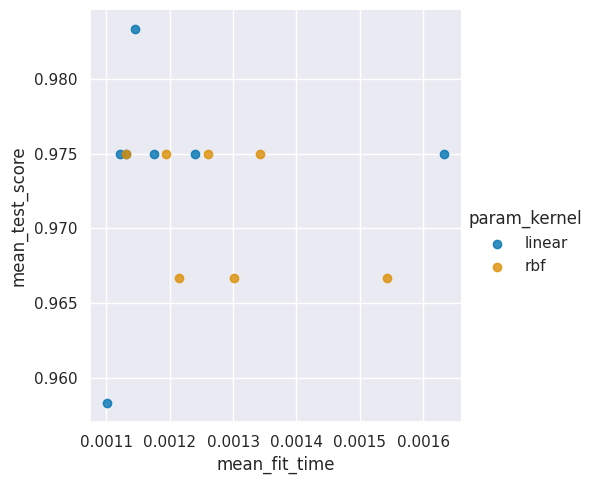 0.980
0.975
0.970
0.965
0.960
mean_test_score
0.0011 0.0012 0.0013 0.0014 0.0015 0.0016
mean_fit_time
param_kernel
linear
rbf